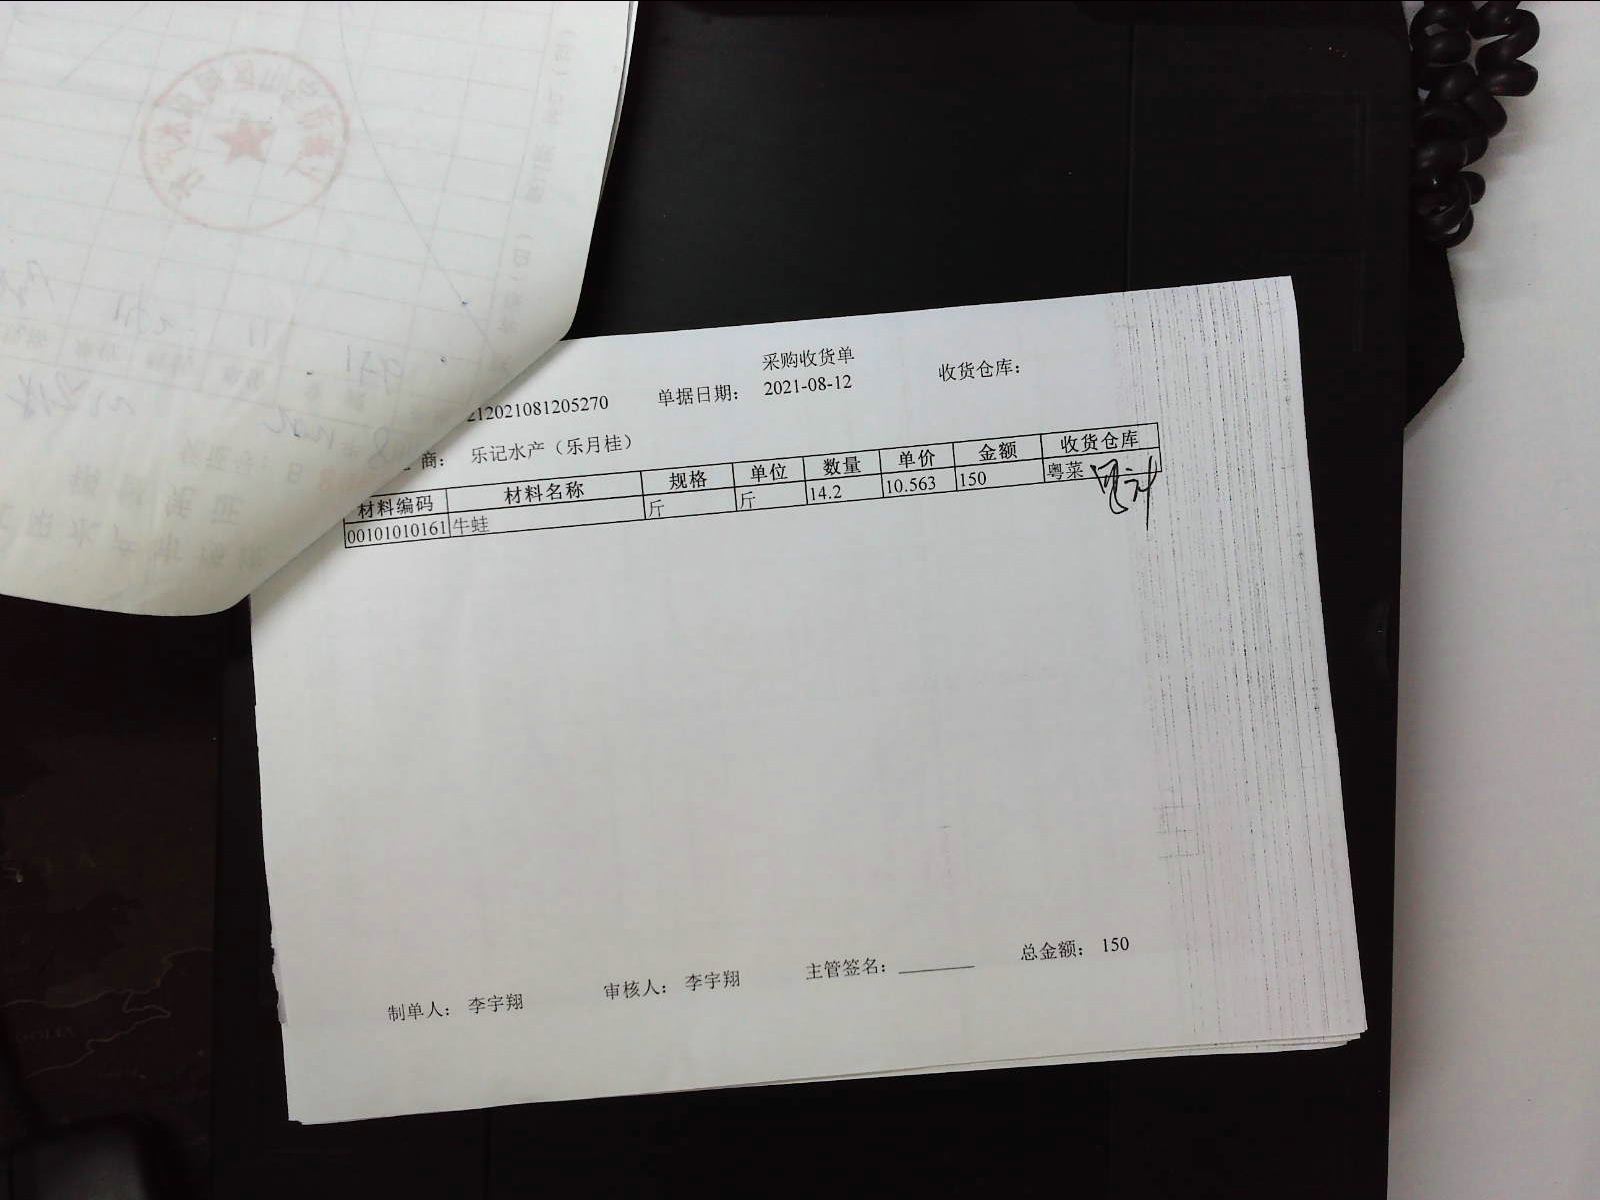 采购收货单
212021081205270 单据日期： 2021-08-12 收货仓库：
商： 乐记水产（乐月桂）
材料编码 材料名称 规格 单位 数量 单价 金额 收货仓库
00101010161 牛蛙 斤 斤 14.2 10.563 150 粤菜
制单人： 李宇翔 审核人： 李宇翔 主管签名： 总金额： 150